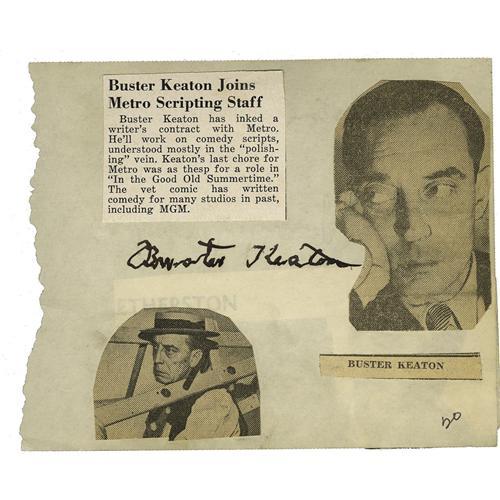 Buster Keaton Joins
Metro Scripting Staff
Buster Keaton has inked a
writer's contract with Metro.
He'll work on comedy scripts,
understood mostly in the "polish-
ing" vein. Keaton's last chore for
Metro was as thesp for a role in
"In the Good Old Summertime."
The vet comic has written
comedy for many studios in past,
including MGM.
Buster Keaton
ETHERSTON
BUSTER KEATON
20